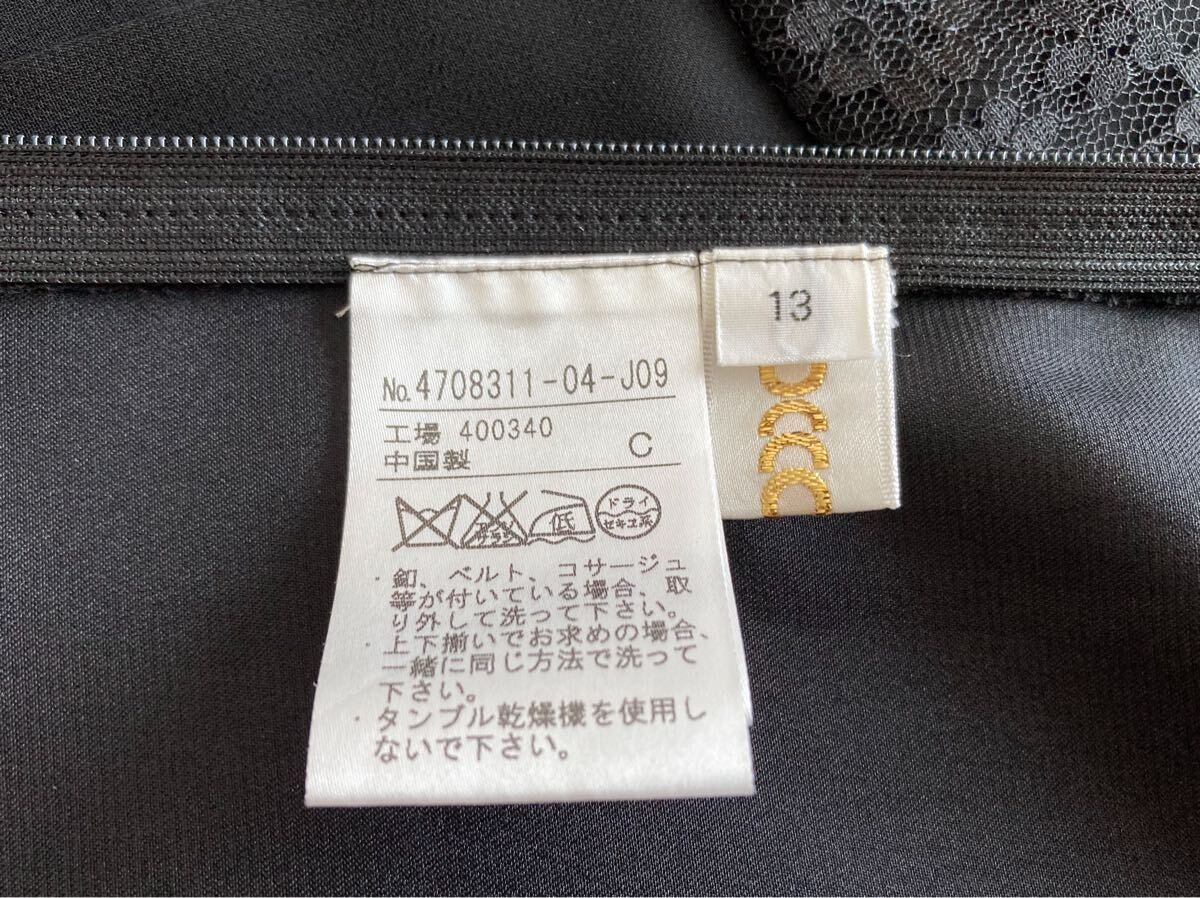 13
No.4708311-04-J09
工場 400340
中国製 C
サラシ
低
ドライ
セキユ系
・釦、ベルト、コサージュ
等が付いている場合、取
り外して洗って下さい。
・上下揃いでお求めの場合、
一緒に同じ方法で洗って
下さい。
・タンブル乾燥機を使用し
ないで下さい。